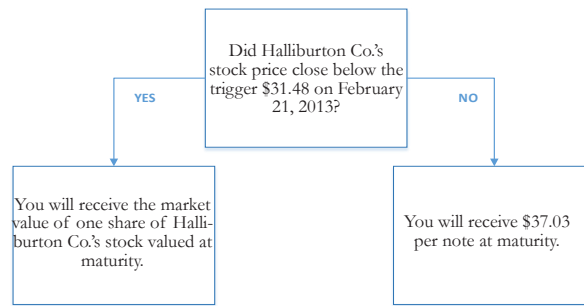 Did Halliburton Co.'s
stock price close below the
trigger $31.48 on February
21, 2013?
YES
NO
You will receive the market
value of one share of Halli-
burton Co.'s stock valued at
maturity.
You will receive $37.03
per note at maturity.